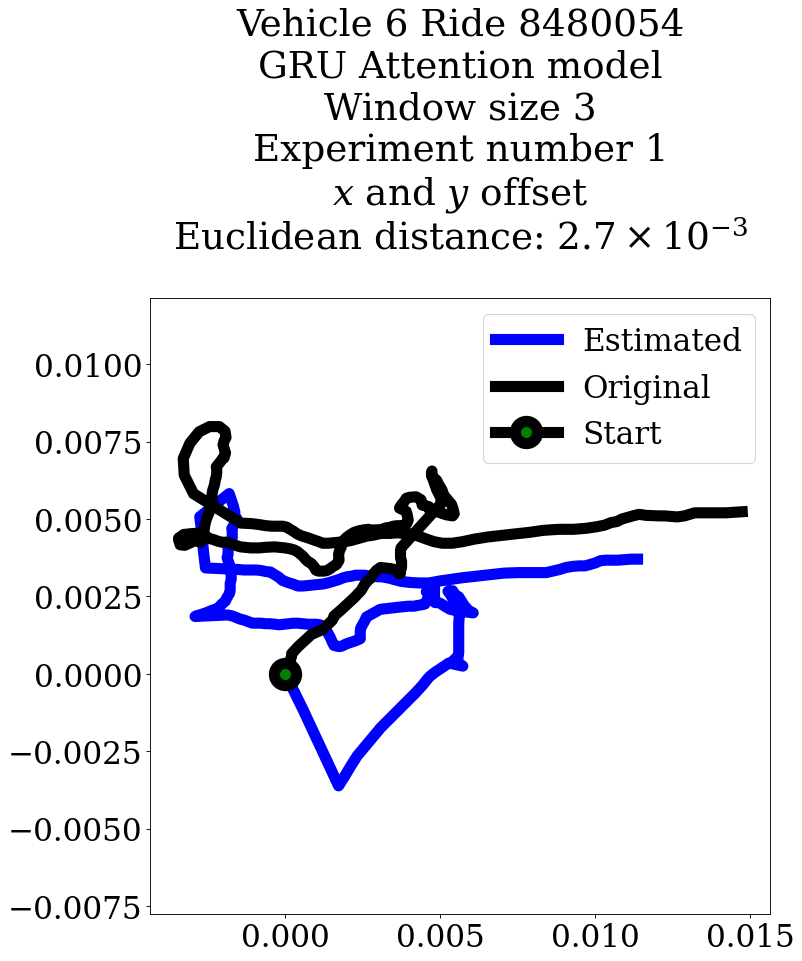 Vehicle 6 Ride 8480054
GRU Attention model
Window size 3
Experiment number 1
x and y offset
Euclidean distance: 2.7 × 10⁻³
Estimated
Original
Start
0.0100
0.0075
0.0050
0.0025
0.0000
−0.0025
−0.0050
−0.0075
0.000 0.005 0.010 0.015